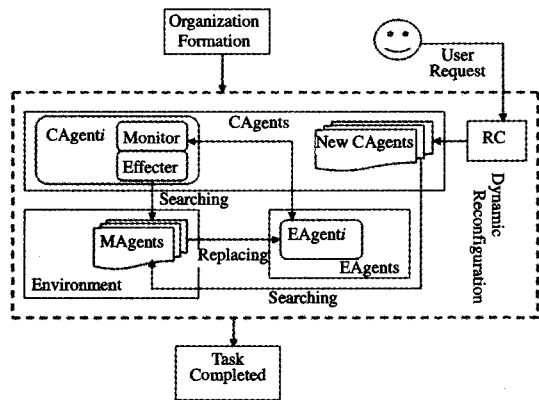 Organization
Formation
User
Request
CAgents
CAgenti
Monitor
Effecter
New CAgents
RC
Dynamic
Reconfiguration
Searching
MAgents
Replacing
EAgenti
EAgents
Environment
Searching
Task
Completed